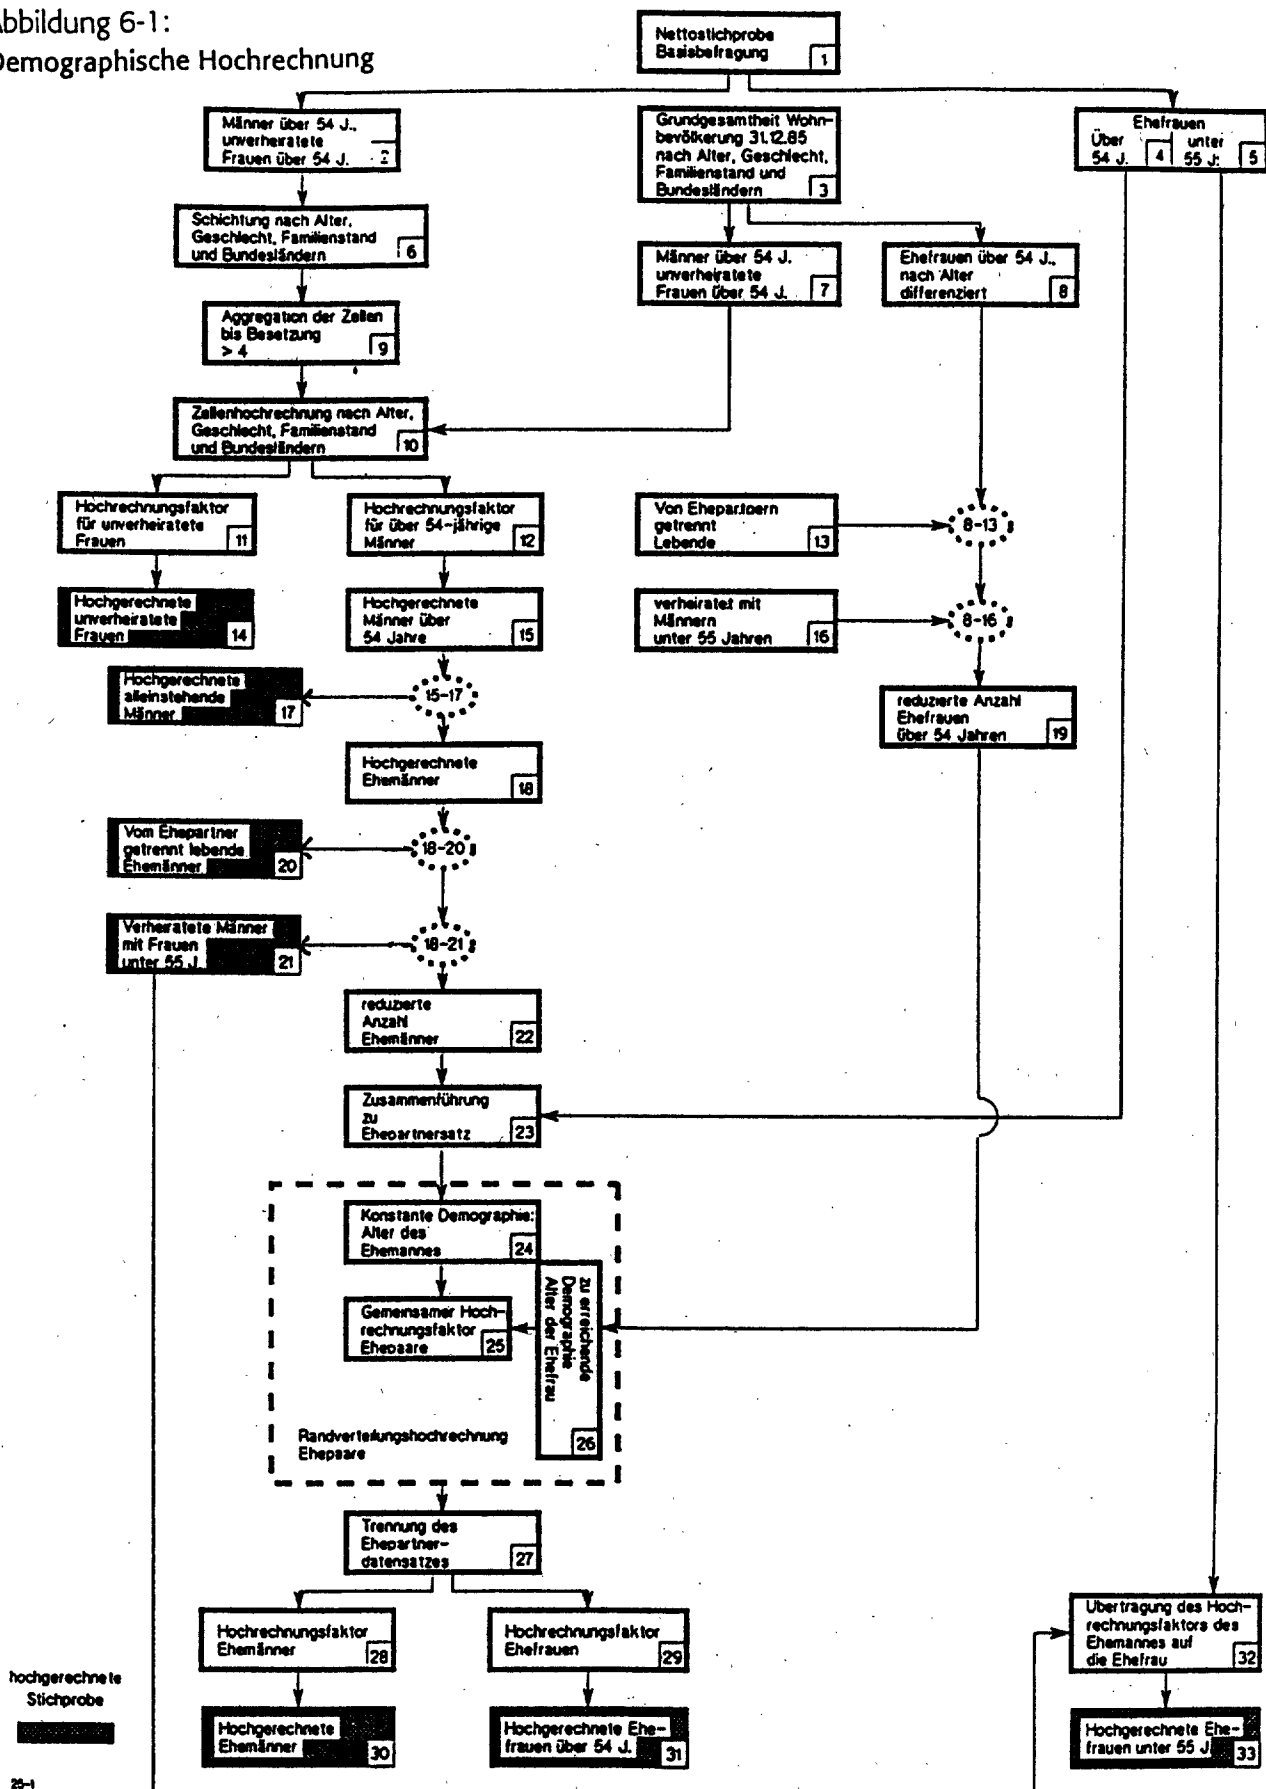 Abbildung 6-1:
Demographische Hochrechnung
Nettostichprobe
Basisbefragung
1
Männer über 54 J.,
unverheiratete
Frauen über 54 J.
2
Grundgesamtheit Wohn-
bevölkerung 31.12.85
nach Alter, Geschlecht,
Familienstand und
Bundesländern
3
Ehefrauen
Über
54 J.
4
unter
55 J.
5
Schichtung nach Alter,
Geschlecht, Familienstand
und Bundesländern
6
Männer über 54 J.
unverheiratete
Frauen über 54 J.
7
Ehefrauen über 54 J.,
nach Alter
differenziert
8
Aggregation der Zellen
bis Besetzung
> 4
9
Zellenhochrechnung nach Alter,
Geschlecht, Familienstand
und Bundesländern
10
Hochrechnungsfaktor
für unverheiratete
Frauen
11
Hochrechnungsfaktor
für über 54-jährige
Männer
12
Von Ehepartnern
getrennt
Lebende
13
8-13
Hochgerechnete
unverheiratete
Frauen
14
Hochgerechnete
Männer über
54 Jahre
15
verheiratet mit
Männern
unter 55 Jahren
16
8-16
Hochgerechnete
alleinstehende
Männer
17
15-17
reduzierte Anzahl
Ehefrauen
über 54 Jahren
19
Hochgerechnete
Ehemänner
18
Vom Ehepartner
getrennt lebende
Ehemänner
20
18-20
Verheiratete Männer
mit Frauen
unter 55 J.
21
18-21
reduzierte
Anzahl
Ehemänner
22
Zusammenführung
zu
Ehepartnersatz
23
Konstante Demographie:
Alter des
Ehemannes
24
Gemeinsamer Hoch-
rechnungsfaktor
Ehepaare
25
zu erreichende
Demographie
Alter der Ehefrau
26
Randverteilungshochrechnung
Ehepaare
Trennung des
Ehepartner-
datensatzes
27
Hochrechnungsfaktor
Ehemänner
28
Hochrechnungsfaktor
Ehefrauen
29
Übertragung des Hoch-
rechnungsfaktors des
Ehemannes auf
die Ehefrau
32
hochgerechnete
Stichprobe
Hochgerechnete
Ehemänner
30
Hochgerechnete Ehe-
frauen über 54 J.
31
Hochgerechnete Ehe-
frauen unter 55 J.
33
25-1